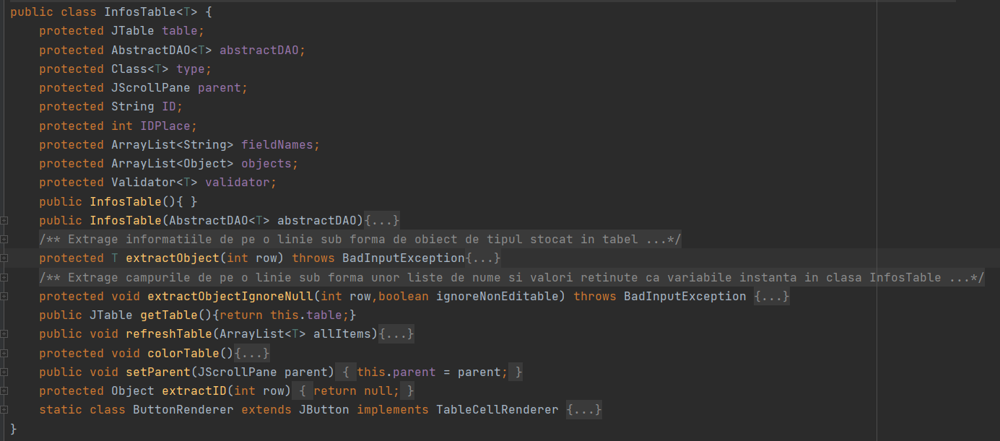 public class InfosTable<T> {
    protected JTable table;
    protected AbstractDAO<T> abstractDAO;
    protected Class<T> type;
    protected JScrollPane parent;
    protected String ID;
    protected int IDPlace;
    protected ArrayList<String> fieldNames;
    protected ArrayList<Object> objects;
    protected Validator<T> validator;
    public InfosTable(){ }
    public InfosTable(AbstractDAO<T> abstractDAO){...}
    /** Extrage informatiile de pe o linie sub forma de obiect de tipul stocat in tabel ...*/
    protected T extractObject(int row) throws BadInputException{...}
    /** Extrage campurile de pe o linie sub forma unor liste de nume si valori retinute ca variabile instanta in clasa InfosTable ...*/
    protected void extractObjectIgnoreNull(int row,boolean ignoreNonEditable) throws BadInputException {...}
    public JTable getTable(){return this.table;}
    public void refreshTable(ArrayList<T> allItems){...}
    protected void colorTable(){...}
    public void setParent(JScrollPane parent) { this.parent = parent; }
    protected Object extractID(int row) { return null; }
    static class ButtonRenderer extends JButton implements TableCellRenderer {...}
}